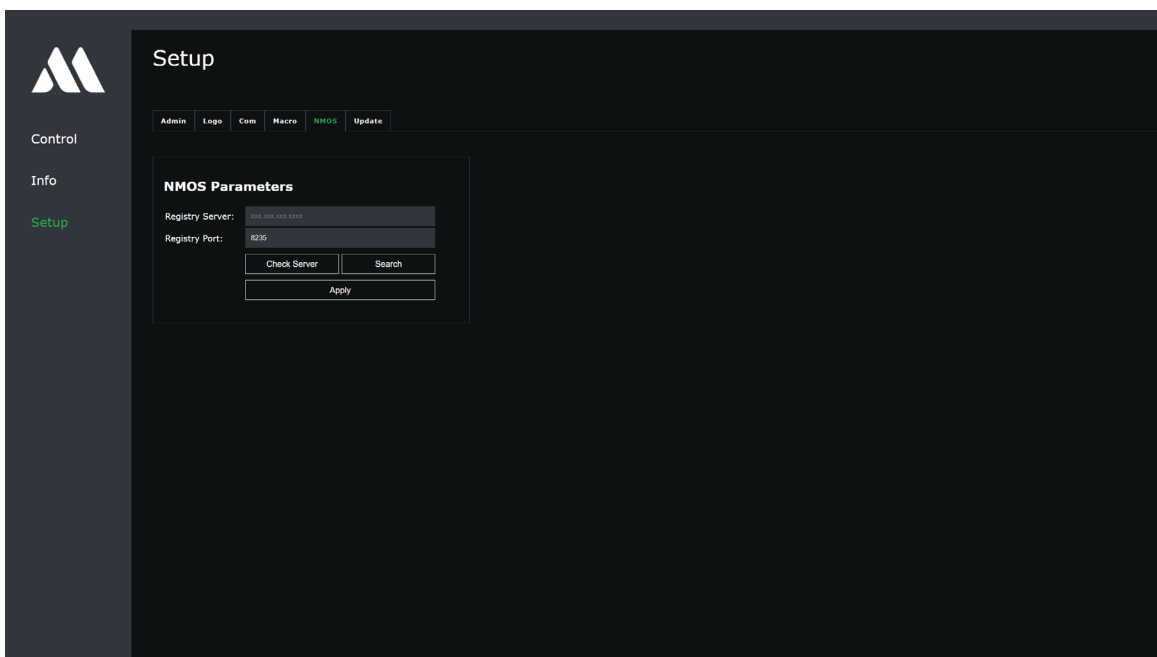 Setup
Control
Info
Setup
Admin Logo Com Macro NMOS Update
NMOS Parameters
Registry Server: xxx.xxx.xxx.xxxx
Registry Port: 8235
Check Server Search
Apply